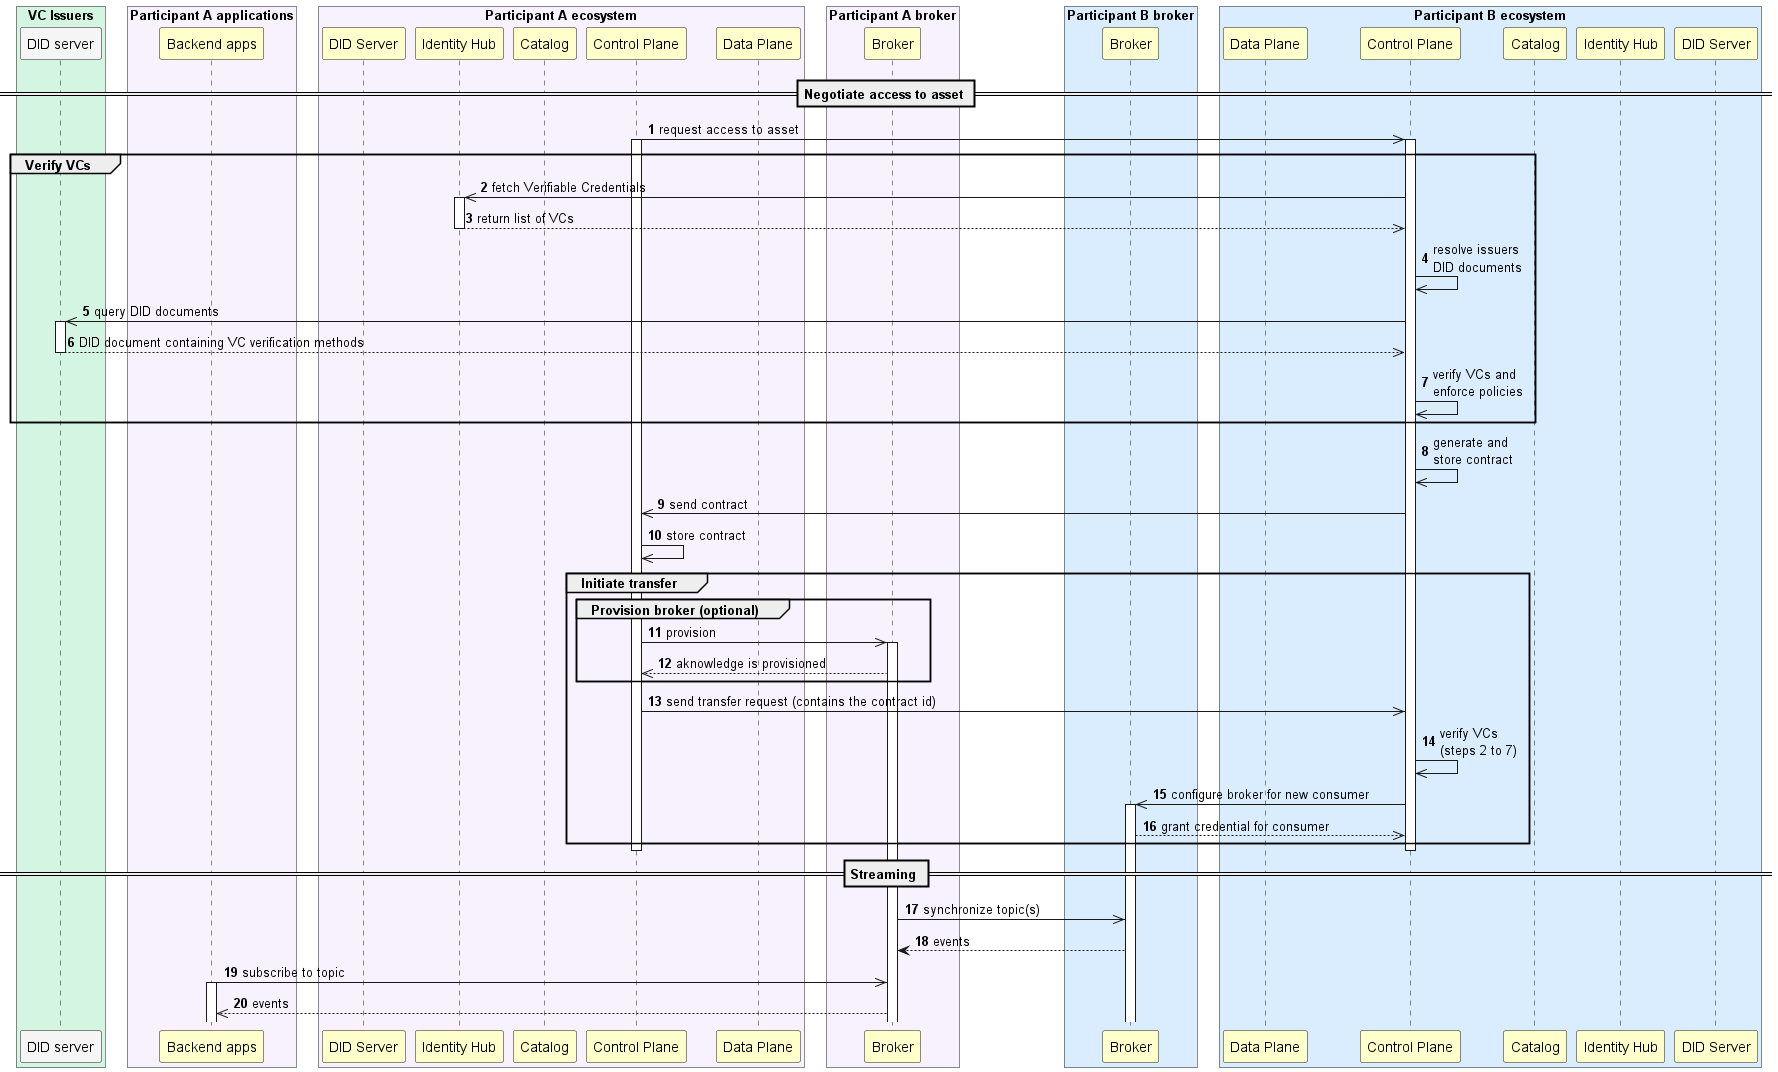 VC Issuers
Participant A applications
Participant A ecosystem
Participant A broker
Participant B broker
Participant B ecosystem
DID server
Backend apps
DID Server
Identity Hub
Catalog
Control Plane
Data Plane
Broker
Broker
Data Plane
Control Plane
Catalog
Identity Hub
DID Server
Negotiate access to asset
1 request access to asset
Verify VCs
2 fetch Verifiable Credentials
3 return list of VCs
4 resolve issuers
DID documents
5 query DID documents
6 DID document containing VC verification methods
7 verify VCs and
enforce policies
8 generate and
store contract
9 send contract
10 store contract
Initiate transfer
Provision broker (optional)
11 provision
12 aknowledge is provisioned
13 send transfer request (contains the contract id)
14 verify VCs
(steps 2 to 7)
15 configure broker for new consumer
16 grant credential for consumer
Streaming
17 synchronize topic(s)
18 events
19 subscribe to topic
20 events
DID server
Backend apps
DID Server
Identity Hub
Catalog
Control Plane
Data Plane
Broker
Broker
Data Plane
Control Plane
Catalog
Identity Hub
DID Server